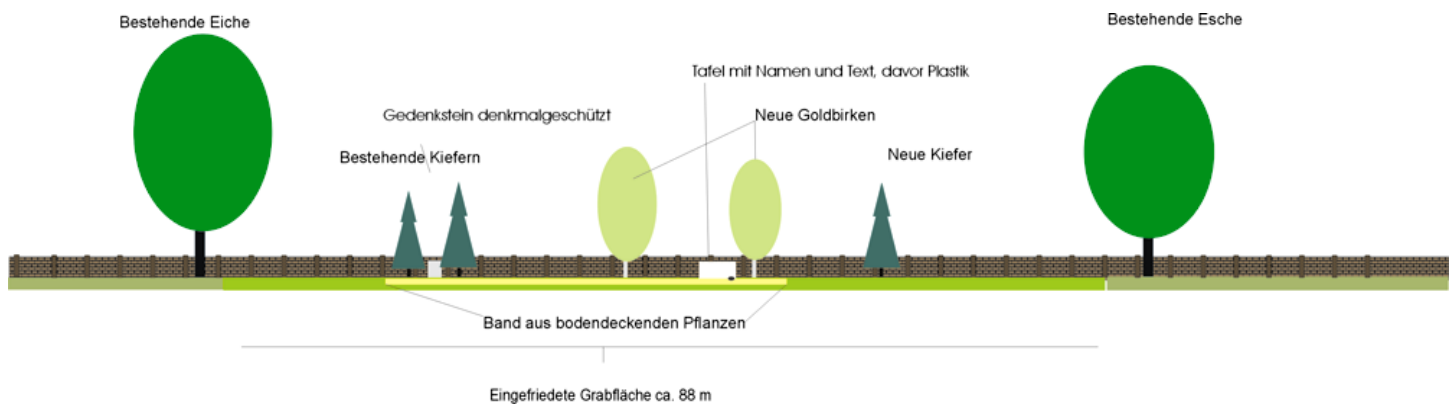 Bestehende Eiche
Bestehende Esche
Tafel mit Namen und Text, davor Plastik
Gedenkstein denkmalgeschützt
Neue Goldbirken
Bestehende Kiefern
Neue Kiefer
Band aus bodendeckenden Pflanzen
Eingefriedete Grabfläche ca. 88 m